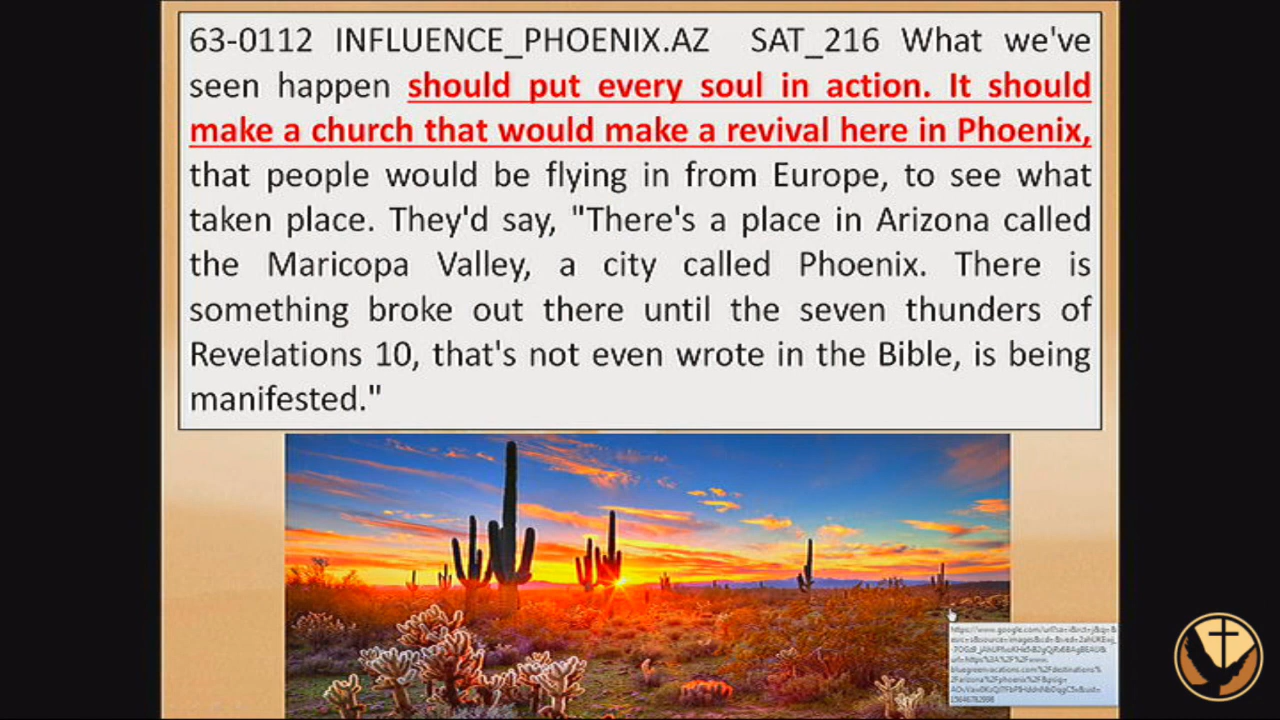 63-0112 INFLUENCE_PHOENIX.AZ SAT_216 What we've
seen happen should put every soul in action. It should
make a church that would make a revival here in Phoenix,
that people would be flying in from Europe, to see what
taken place. They'd say, "There's a place in Arizona called
the Maricopa Valley, a city called Phoenix. There is
something broke out there until the seven thunders of
Revelations 10, that's not even wrote in the Bible, is being
manifested."